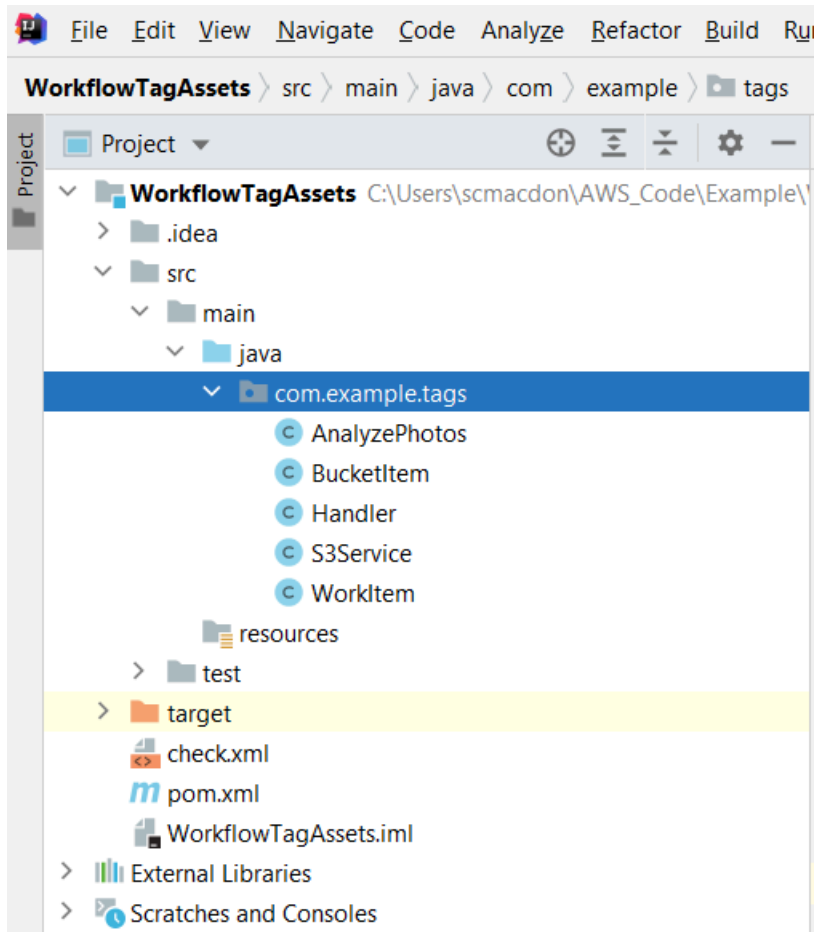 File Edit View Navigate Code Analyze Refactor Build Ru
WorkflowTagAssets src main java com example tags
Project
Project
WorkflowTagAssets C:\Users\scmacdon\AWS_Code\Example\
.idea
src
main
java
com.example.tags
C AnalyzePhotos
C BucketItem
C Handler
C S3Service
C WorkItem
resources
test
target
check.xml
m pom.xml
WorkflowTagAssets.iml
External Libraries
Scratches and Consoles